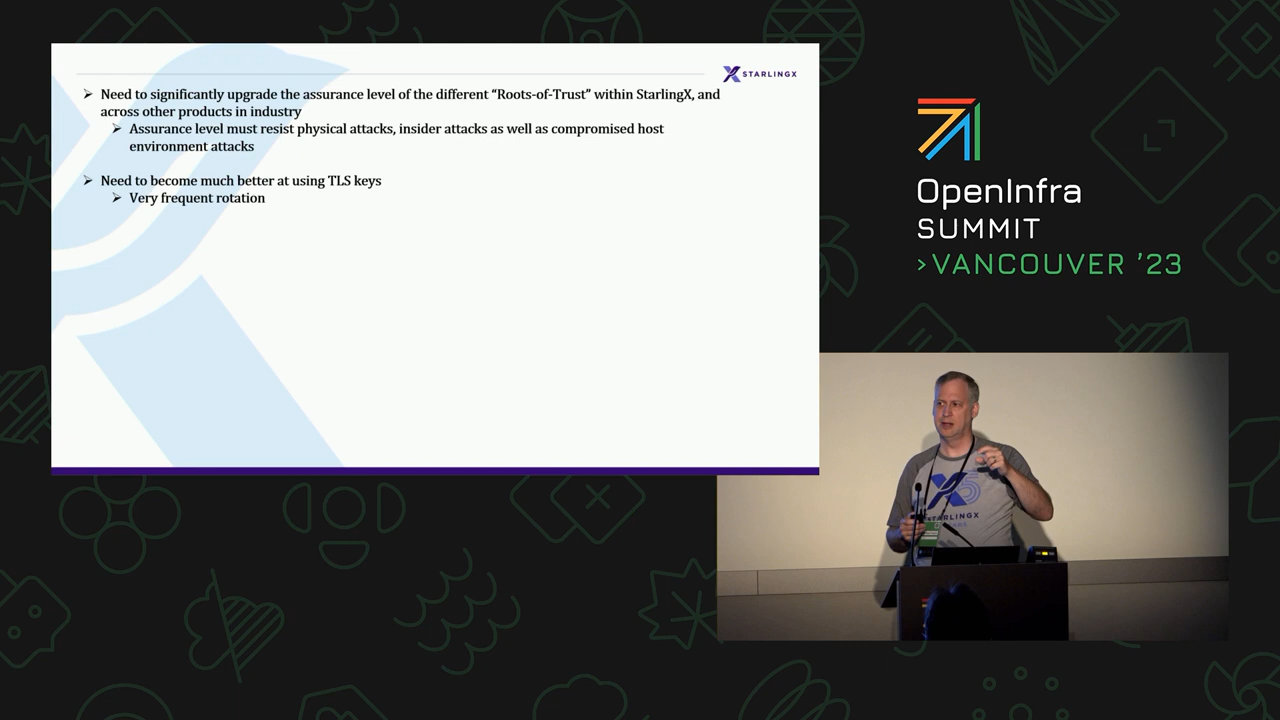 STARLINGX
➢ Need to significantly upgrade the assurance level of the different “Roots-of-Trust” within StarlingX, and
across other products in industry
➢ Assurance level must resist physical attacks, insider attacks as well as compromised host
environment attacks
➢ Need to become much better at using TLS keys
➢ Very frequent rotation
OpenInfra
SUMMIT
>VANCOUVER ’23
STARLINGX